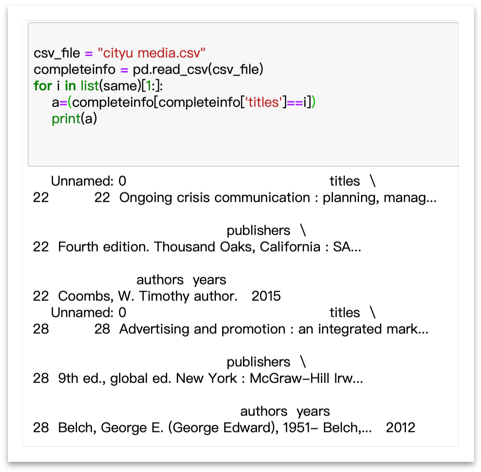 csv_file = "cityu media.csv"
completeinfo = pd.read_csv(csv_file)
for i in list(same)[1:]:
    a=(completeinfo[completeinfo['titles']==i])
    print(a)
Unnamed: 0 titles \
22 22 Ongoing crisis communication : planning, manag...
publishers \
22 Fourth edition. Thousand Oaks, California : SA...
authors years
22 Coombs, W. Timothy author. 2015
Unnamed: 0 titles \
28 28 Advertising and promotion : an integrated mark...
publishers \
28 9th ed., global ed. New York : McGraw-Hill Irw...
authors years
28 Belch, George E. (George Edward), 1951- Belch,... 2012